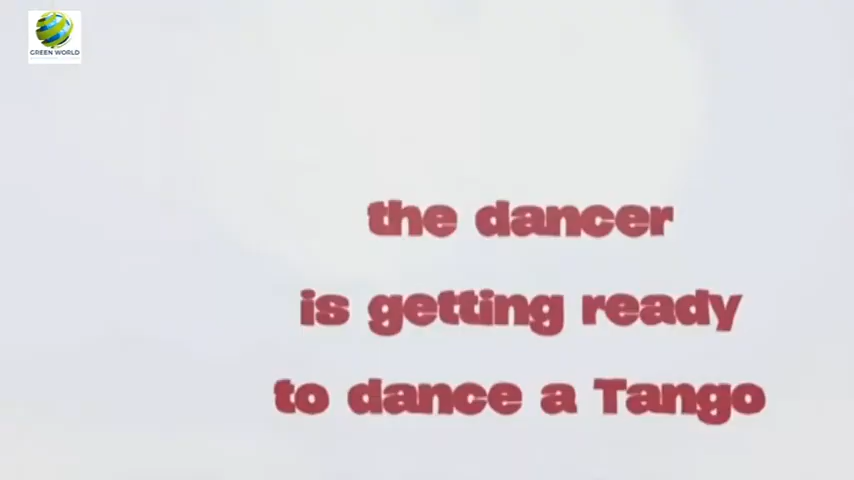 GREEN WORLD
the dancer
is getting ready
to dance a Tango